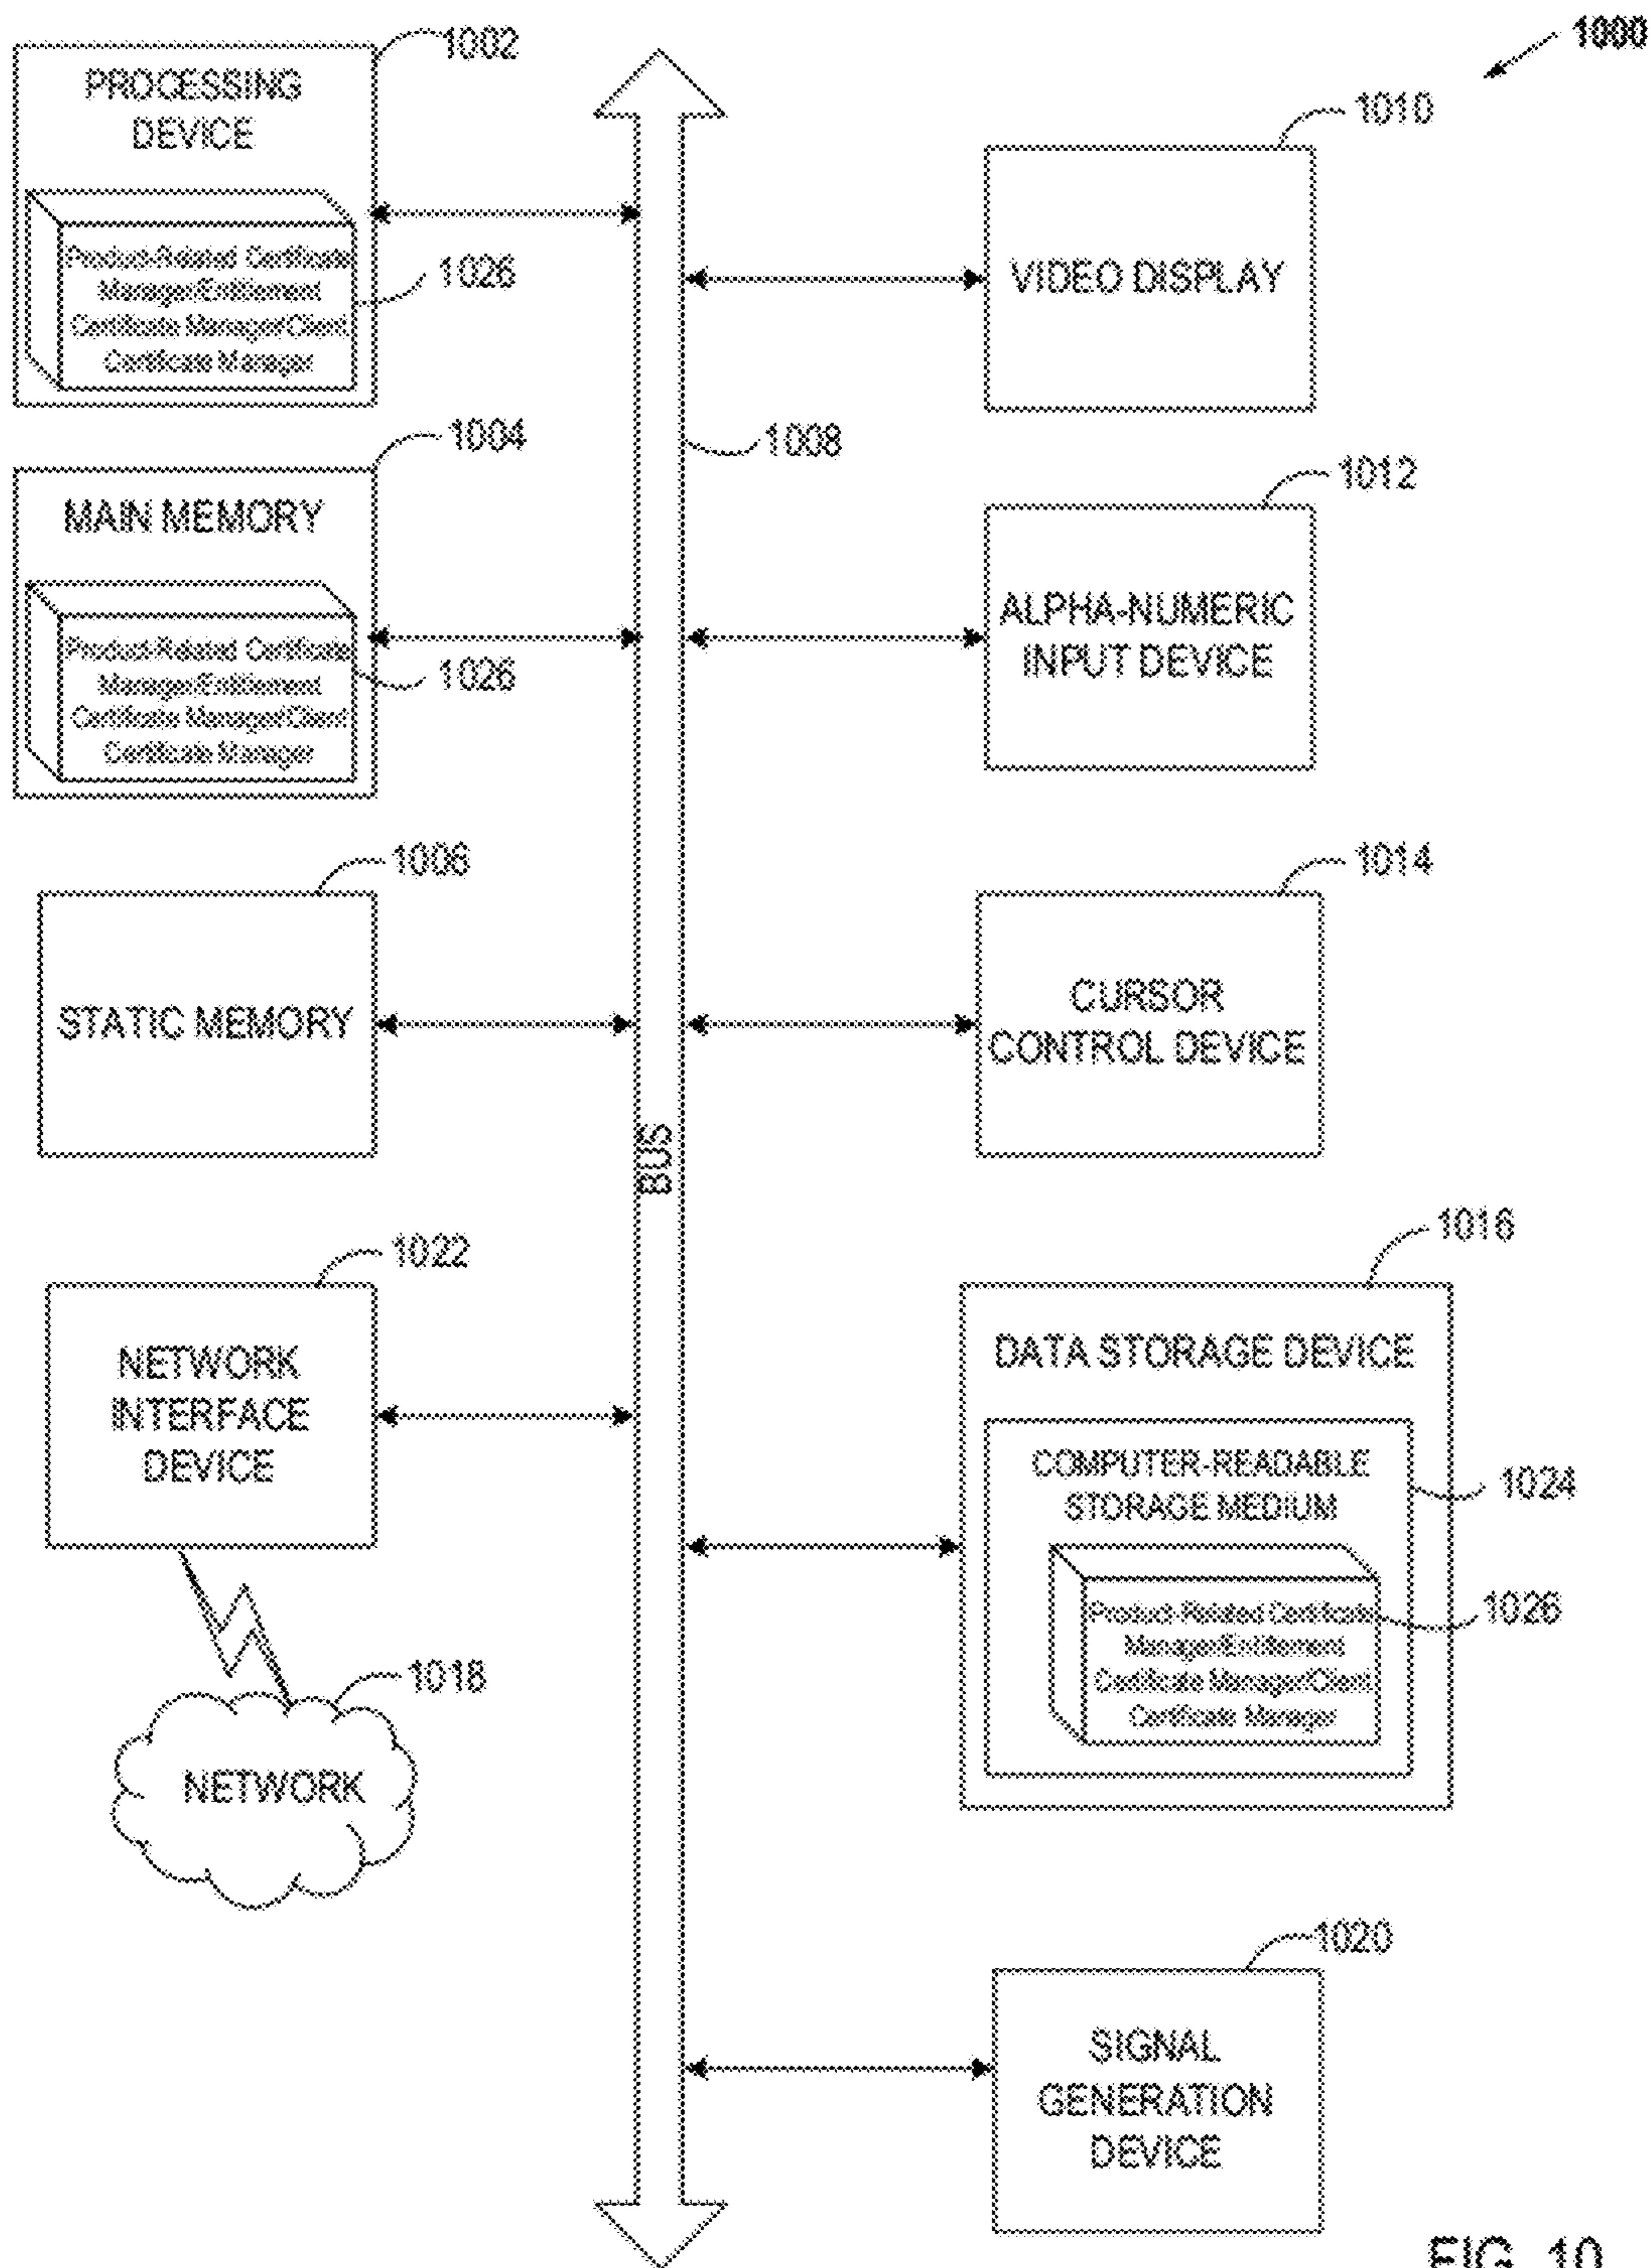 1000
1002
PROCESSING
DEVICE
Product-Related Certificate
Manager/Entitlement
Certificate Manager/Client
Certificate Manager
1026
1010
VIDEO DISPLAY
1008
1004
MAIN MEMORY
Product-Related Certificate
Manager/Entitlement
Certificate Manager/Client
Certificate Manager
1026
1012
ALPHA-NUMERIC
INPUT DEVICE
1006
STATIC MEMORY
1014
CURSOR
CONTROL DEVICE
BUS
1022
NETWORK
INTERFACE
DEVICE
1016
DATA STORAGE DEVICE
COMPUTER-READABLE
STORAGE MEDIUM
1024
Product-Related Certificate
Manager/Entitlement
Certificate Manager/Client
Certificate Manager
1026
1018
NETWORK
1020
SIGNAL
GENERATION
DEVICE
FIG. 10